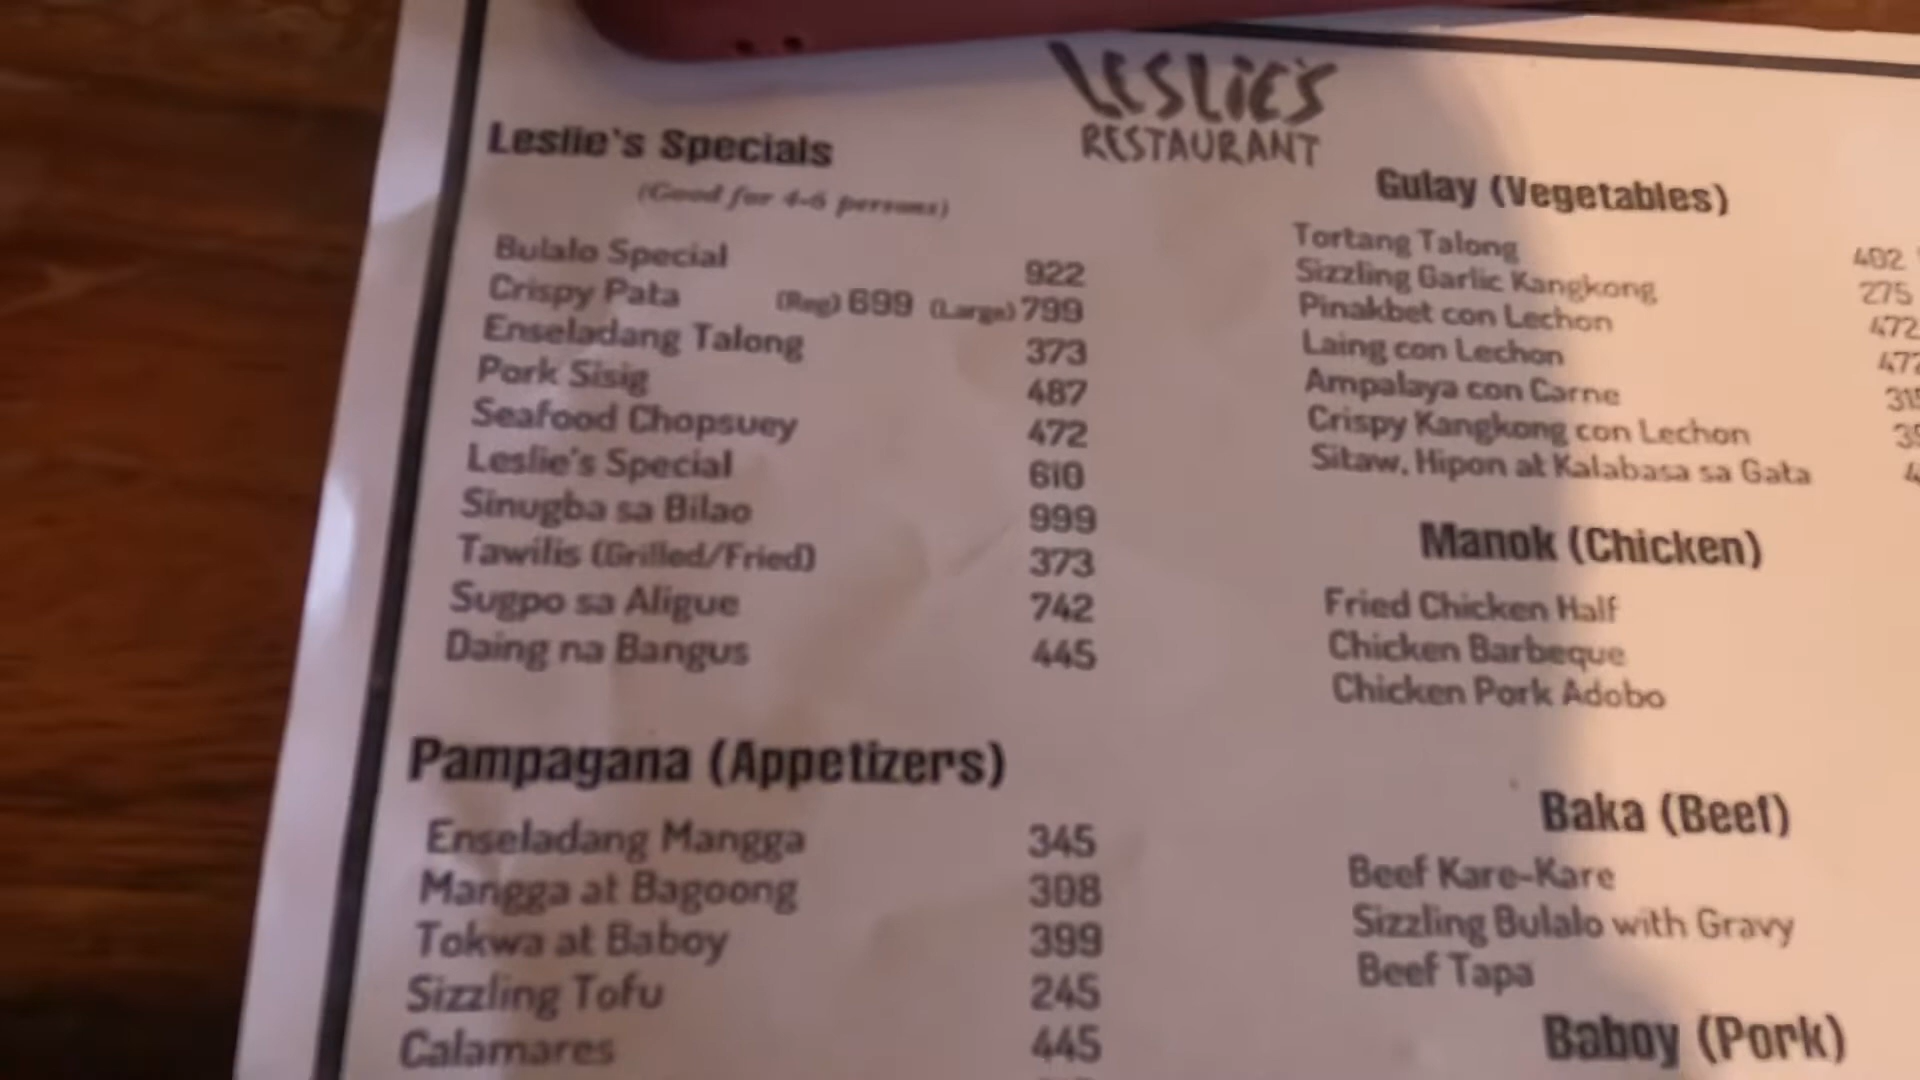 LESLIE'S
RESTAURANT
Leslie's Specials
(Good for 4-6 persons)
Bulalo Special 922
Crispy Pata (Reg) 699 (Large) 799
Enseladang Talong 373
Pork Sisig 487
Seafood Chopsuey 472
Leslie's Special 610
Sinugba sa Bilao 999
Tawilis (Grilled/Fried) 373
Sugpo sa Aligue 742
Daing na Bangus 445
Pampagana (Appetizers)
Enseladang Mangga 345
Mangga at Bagoong 308
Tokwa at Baboy 399
Sizzling Tofu 245
Calamares 445
Gulay (Vegetables)
Tortang Talong 402
Sizzling Garlic Kangkong 275
Pinakbet con Lechon 472
Laing con Lechon
Ampalaya con Carne
Crispy Kangkong con Lechon
Sitaw, Hipon at Kalabasa sa Gata
Manok (Chicken)
Fried Chicken Half
Chicken Barbeque
Chicken Pork Adobo
Baka (Beef)
Beef Kare-Kare
Sizzling Bulalo with Gravy
Beef Tapa
Baboy (Pork)